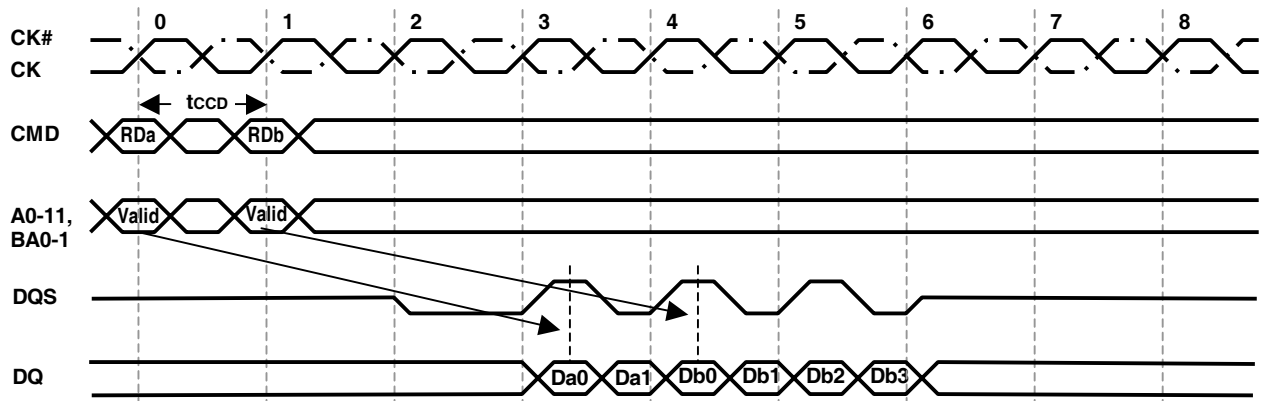 0 1 2 3 4 5 6 7 8
CK#
CK
tCCD
CMD RDa RDb
A0-11, Valid Valid
BA0-1
DQS
DQ Da0 Da1 Db0 Db1 Db2 Db3